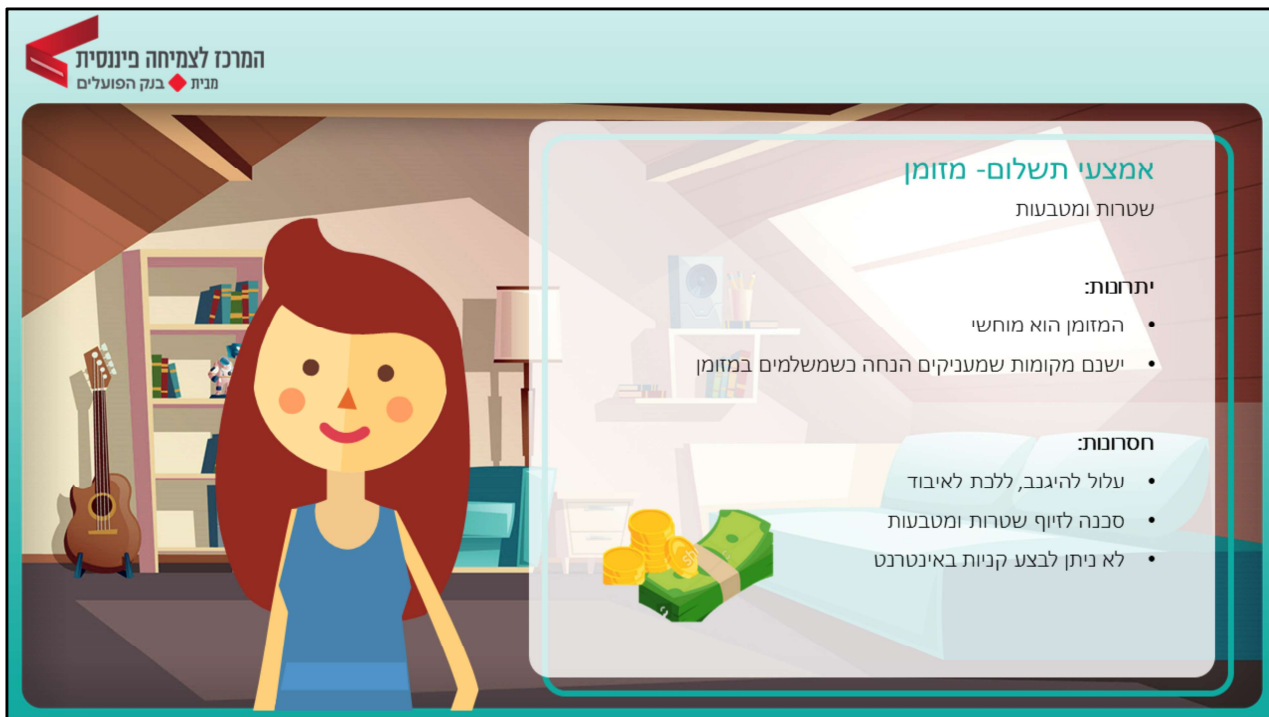 המרכז לצמיחה פיננסית
מבית בנק הפועלים
אמצעי תשלום- מזומן
שטרות ומטבעות
יתרונות:
• המזומן הוא מוחשי
• ישנם מקומות שמעניקים הנחה כשמשלמים במזומן
חסרונות:
• עלול להיגנב, ללכת לאיבוד
• סכנה לזיוף שטרות ומטבעות
• לא ניתן לבצע קניות באינטרנט